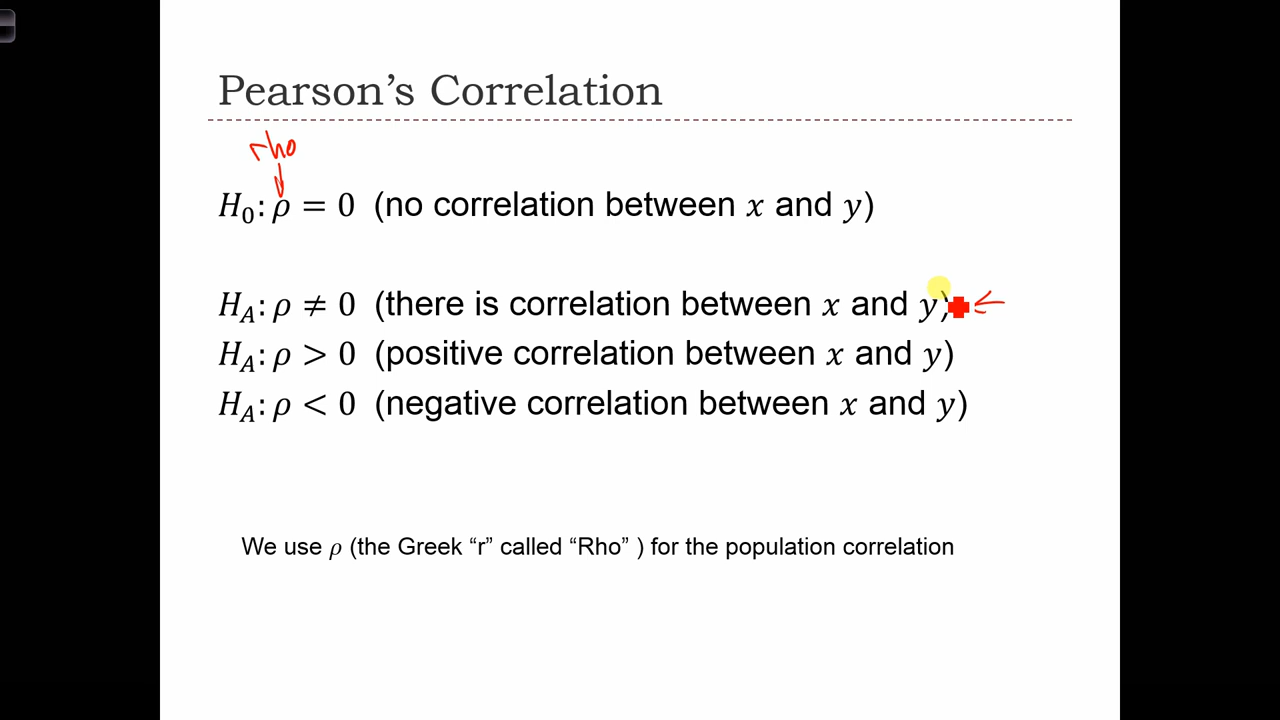 Pearson’s Correlation
rho
H₀: ρ = 0 (no correlation between x and y)
H_A: ρ ≠ 0 (there is correlation between x and y)
H_A: ρ > 0 (positive correlation between x and y)
H_A: ρ < 0 (negative correlation between x and y)
We use ρ (the Greek “r” called “Rho” ) for the population correlation